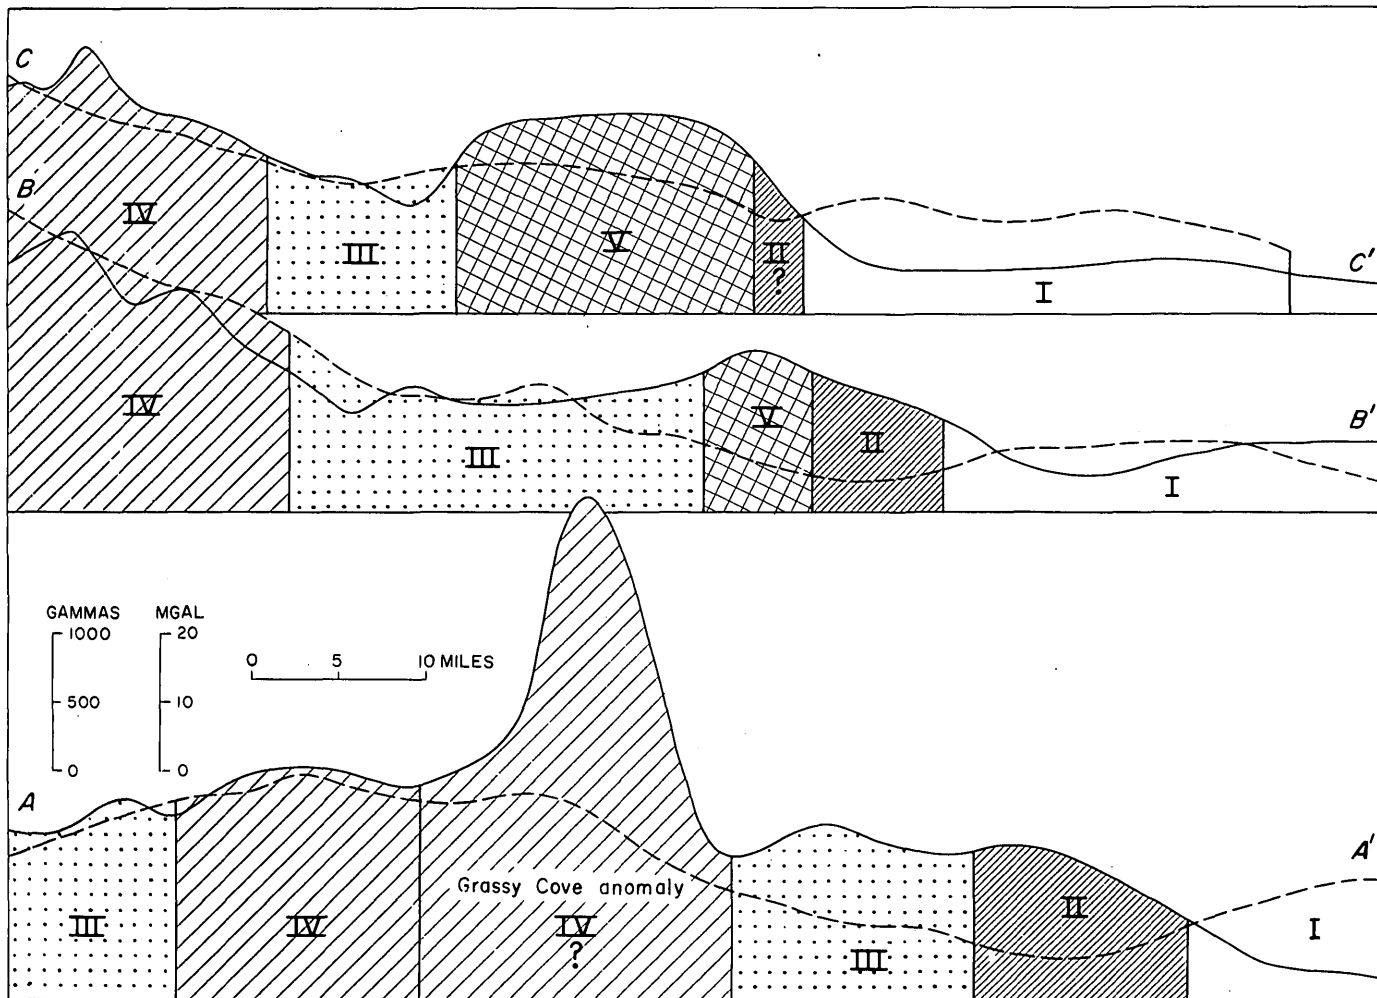 C
IV
III
V
II
?
I
C'
B
IV
III
V
II
I
B'
GAMMAS
1000
500
0
MGAL
20
10
0
0 5 10 MILES
A
III
IV
Grassy Cove anomaly
IV
?
III
II
I
A'